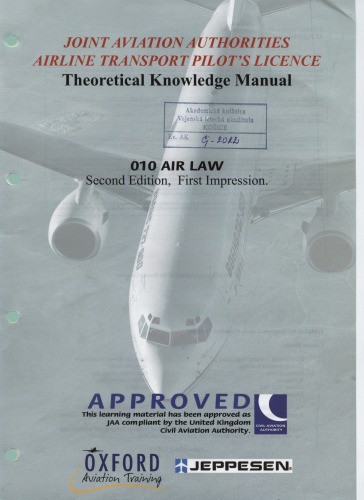 JOINT AVIATION AUTHORITIES
AIRLINE TRANSPORT PILOT'S LICENCE
Theoretical Knowledge Manual
Akademická knižnica
Vojenská letecká akadémia
KOŠICE
010 AIR LAW
Second Edition, First Impression.
APPROVED
This learning material has been approved as
JAA compliant by the United Kingdom
Civil Aviation Authority.
CIVIL AVIATION
AUTHORITY
OXFORD
Aviation Training
JEPPESEN